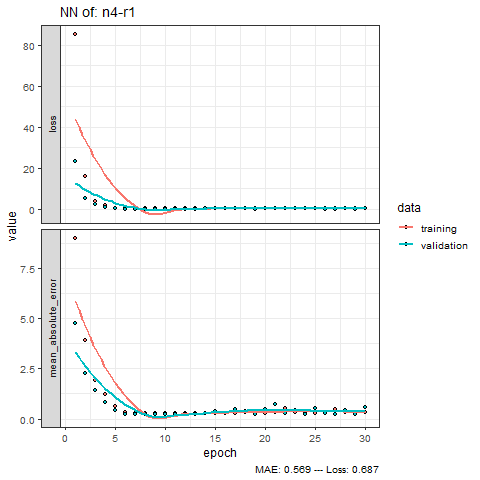 NN of: n4-r1
80
60
40
20
0
loss
7.5
5.0
2.5
0.0
mean_absolute_error
value
0
5
10
15
20
25
30
epoch
data
training
validation
MAE: 0.569 --- Loss: 0.687